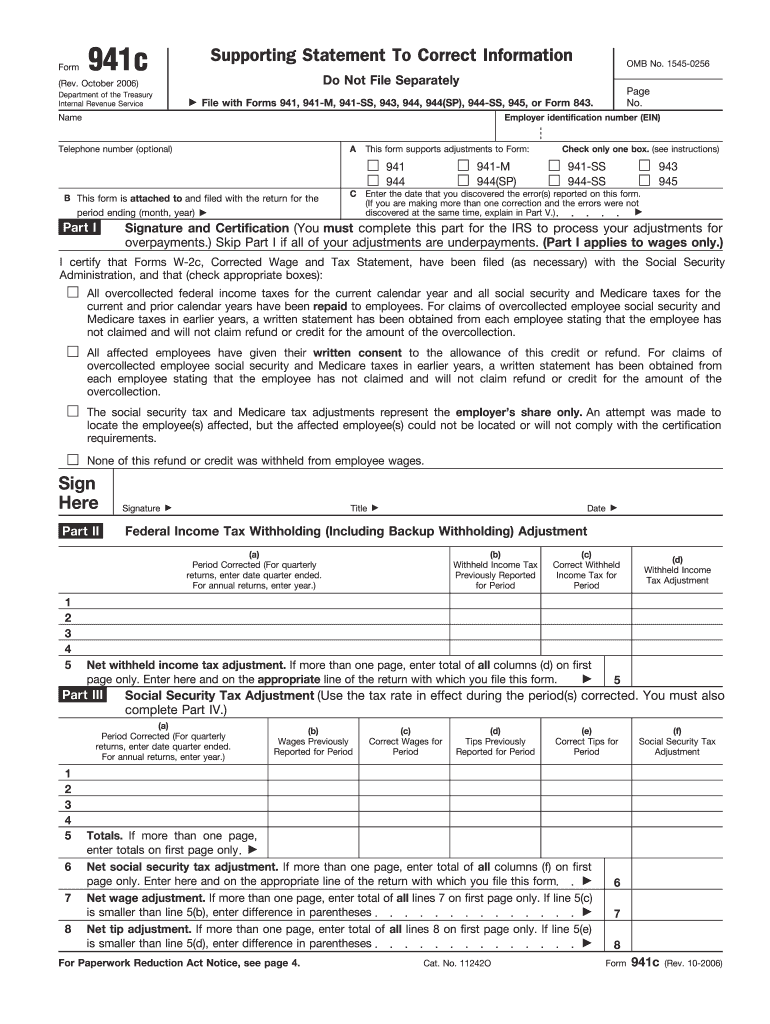 Form 941c
(Rev. October 2006)
Department of the Treasury
Internal Revenue Service
Supporting Statement To Correct Information
Do Not File Separately
▶ File with Forms 941, 941-M, 941-SS, 943, 944, 944(SP), 944-SS, 945, or Form 843.
OMB No. 1545-0256
Page
No.
Name
Employer identification number (EIN)
Telephone number (optional)
A This form supports adjustments to Form: Check only one box. (see instructions)
941 941-M 941-SS 943
944 944(SP) 944-SS 945
B This form is attached to and filed with the return for the
period ending (month, year) ▶
C Enter the date that you discovered the error(s) reported on this form.
(If you are making more than one correction and the errors were not
discovered at the same time, explain in Part V.). . . . . ▶
Part I Signature and Certification (You must complete this part for the IRS to process your adjustments for
overpayments.) Skip Part I if all of your adjustments are underpayments. (Part I applies to wages only.)
I certify that Forms W-2c, Corrected Wage and Tax Statement, have been filed (as necessary) with the Social Security
Administration, and that (check appropriate boxes):
All overcollected federal income taxes for the current calendar year and all social security and Medicare taxes for the
current and prior calendar years have been repaid to employees. For claims of overcollected employee social security and
Medicare taxes in earlier years, a written statement has been obtained from each employee stating that the employee has
not claimed and will not claim refund or credit for the amount of the overcollection.
All affected employees have given their written consent to the allowance of this credit or refund. For claims of
overcollected employee social security and Medicare taxes in earlier years, a written statement has been obtained from
each employee stating that the employee has not claimed and will not claim refund or credit for the amount of the
overcollection.
The social security tax and Medicare tax adjustments represent the employer's share only. An attempt was made to
locate the employee(s) affected, but the affected employee(s) could not be located or will not comply with the certification
requirements.
None of this refund or credit was withheld from employee wages.
Sign
Here
Signature ▶ Title ▶ Date ▶
Part II Federal Income Tax Withholding (Including Backup Withholding) Adjustment
(a)
Period Corrected (For quarterly
returns, enter date quarter ended.
For annual returns, enter year.)
(b)
Withheld Income Tax
Previously Reported
for Period
(c)
Correct Withheld
Income Tax for
Period
(d)
Withheld Income
Tax Adjustment
1
2
3
4
5 Net withheld income tax adjustment. If more than one page, enter total of all columns (d) on first
page only. Enter here and on the appropriate line of the return with which you file this form. ▶ 5
Part III Social Security Tax Adjustment (Use the tax rate in effect during the period(s) corrected. You must also
complete Part IV.)
(a)
Period Corrected (For quarterly
returns, enter date quarter ended.
For annual returns, enter year.)
(b)
Wages Previously
Reported for Period
(c)
Correct Wages for
Period
(d)
Tips Previously
Reported for Period
(e)
Correct Tips for
Period
(f)
Social Security Tax
Adjustment
1
2
3
4
5 Totals. If more than one page,
enter totals on first page only. ▶
6 Net social security tax adjustment. If more than one page, enter total of all columns (f) on first
page only. Enter here and on the appropriate line of the return with which you file this form. . ▶ 6
7 Net wage adjustment. If more than one page, enter total of all lines 7 on first page only. If line 5(c)
is smaller than line 5(b), enter difference in parentheses . . . . . . . . . . . . . ▶ 7
8 Net tip adjustment. If more than one page, enter total of all lines 8 on first page only. If line 5(e)
is smaller than line 5(d), enter difference in parentheses . . . . . . . . . . . . . ▶ 8
For Paperwork Reduction Act Notice, see page 4. Cat. No. 11242O Form 941c (Rev. 10-2006)